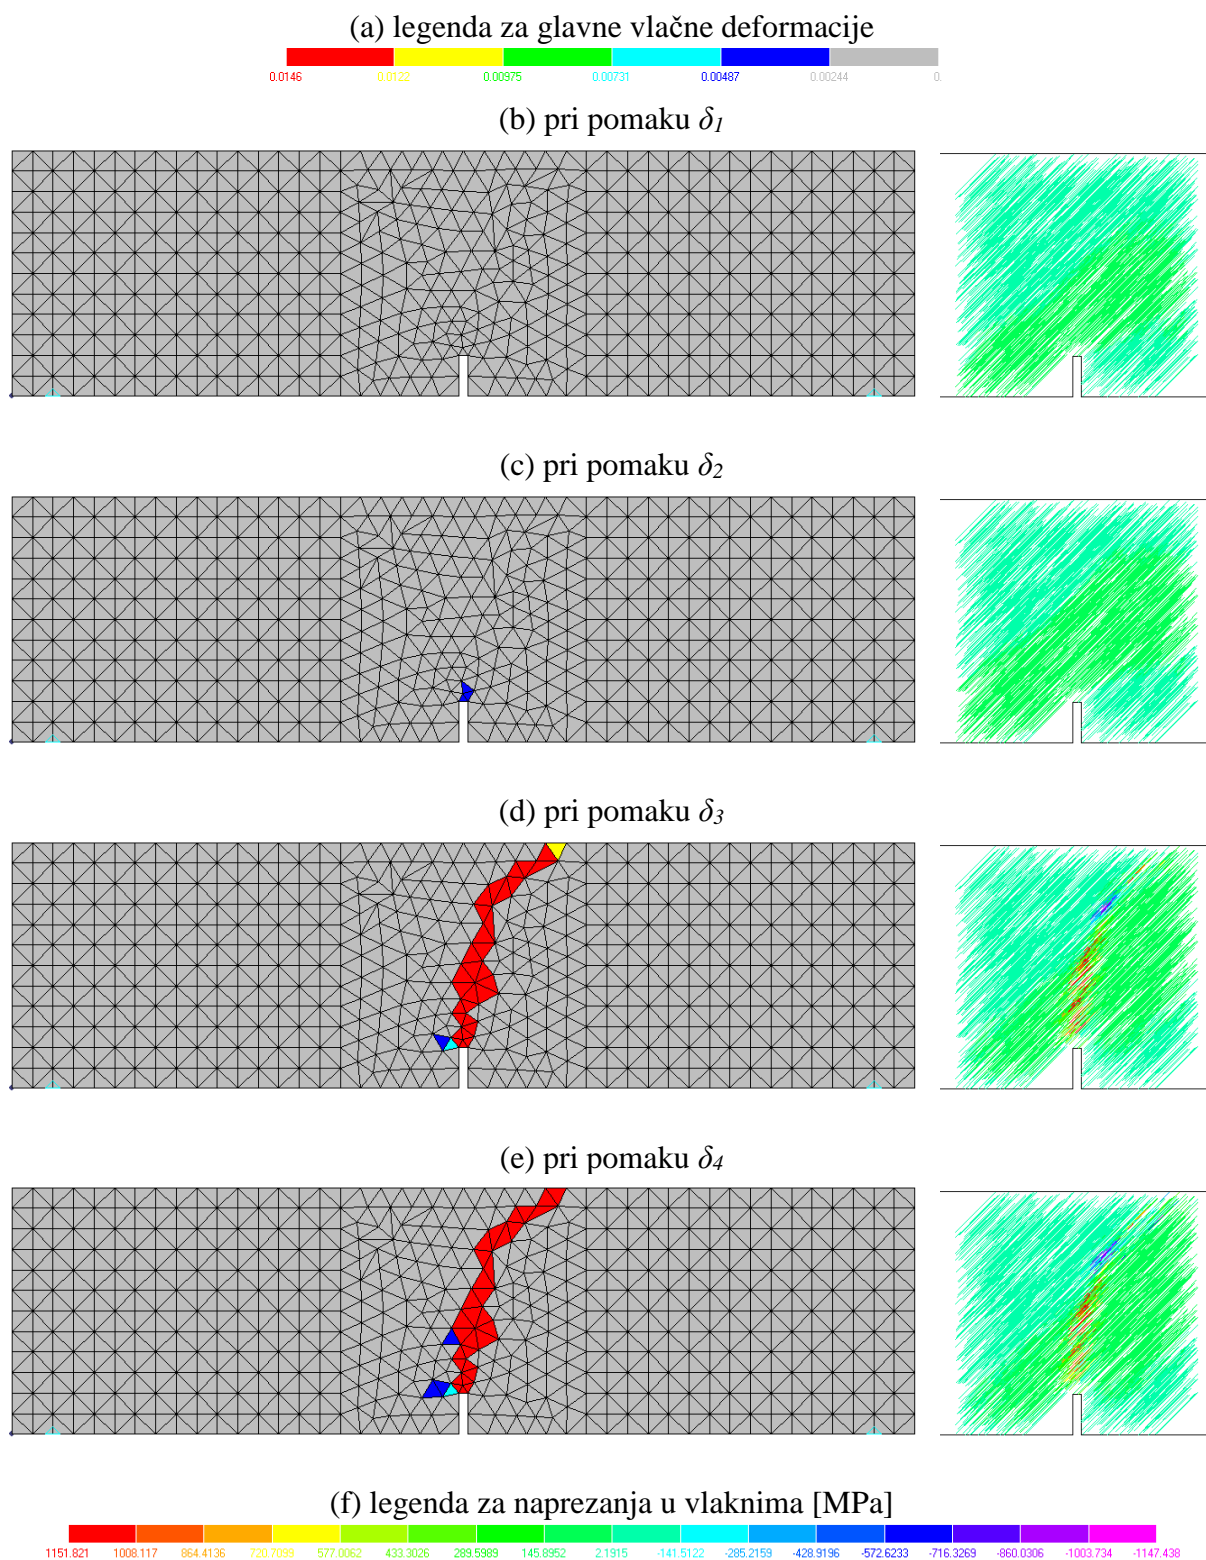 (a) legenda za glavne vlačne deformacije
0.0146 0.0122 0.00975 0.00731 0.00487 0.00244 0.
(b) pri pomaku δ1
(c) pri pomaku δ2
(d) pri pomaku δ3
(e) pri pomaku δ4
(f) legenda za naprezanja u vlaknima [MPa]
1151.821 1008.117 864.4136 720.7099 577.0062 433.3026 289.5989 145.8952 2.1915 -141.5122 -285.2159 -428.9196 -572.6233 -716.3269 -860.0306 -1003.734 -1147.438